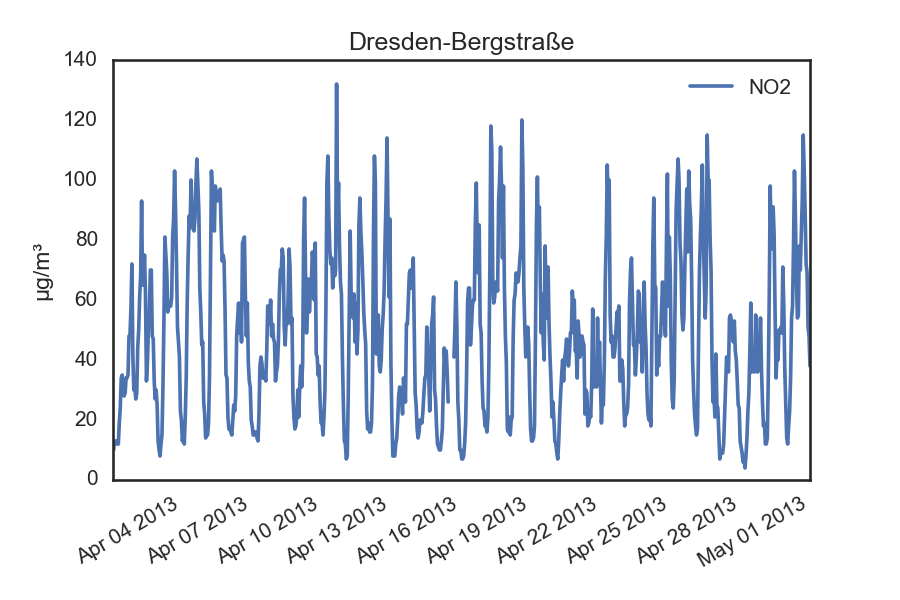 Dresden-Bergstraße
140
120
100
80
60
40
20
0
µg/m³
NO2
Apr 04 2013
Apr 07 2013
Apr 10 2013
Apr 13 2013
Apr 16 2013
Apr 19 2013
Apr 22 2013
Apr 25 2013
Apr 28 2013
May 01 2013